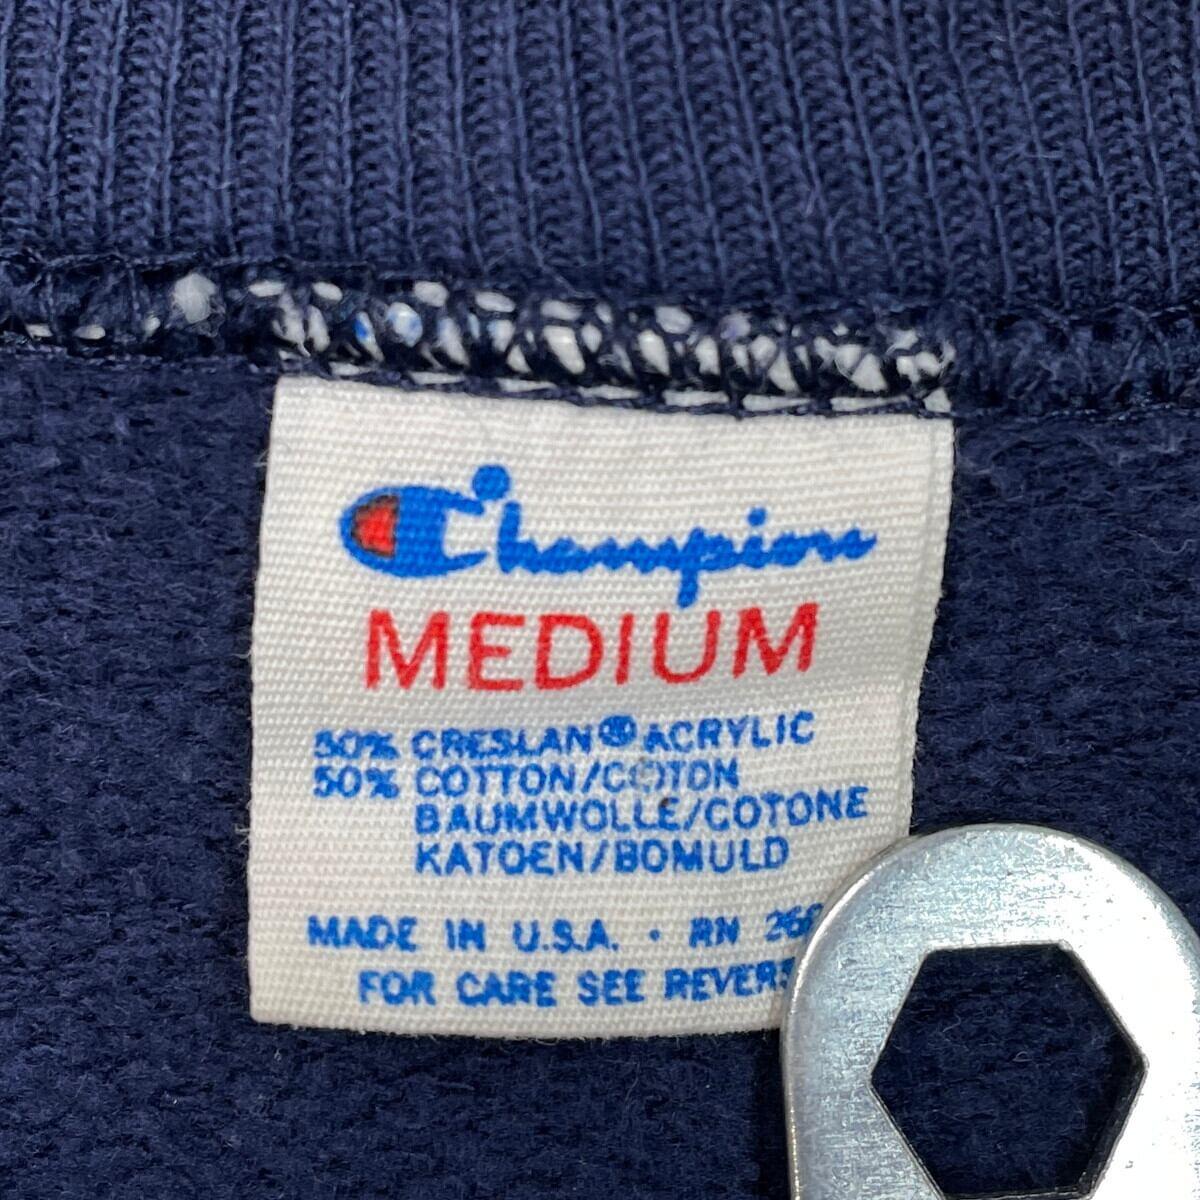 Champion
MEDIUM
50% CRESLAN® ACRYLIC
50% COTTON/COTON
BAUMWOLLE/COTONE
KATOEN/BOMULD
MADE IN U.S.A. • RN
FOR CARE SEE